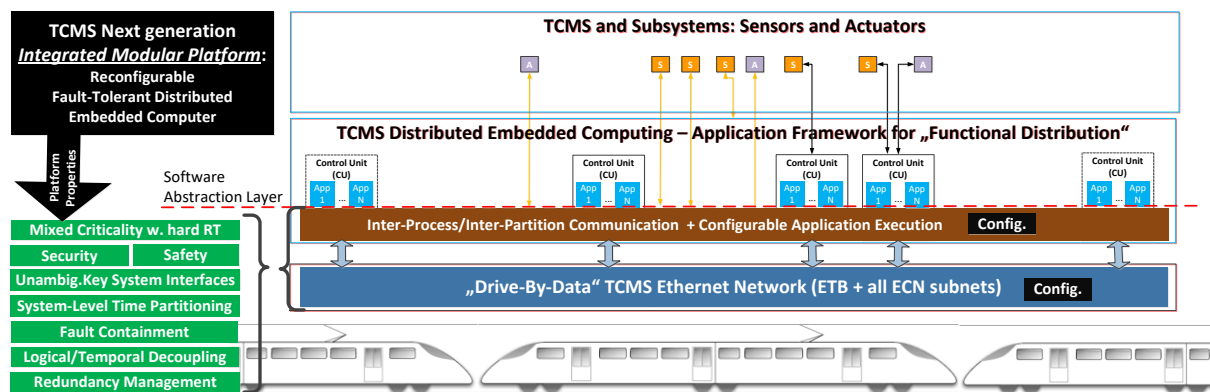 TCMS Next generation
Integrated Modular Platform:
Reconfigurable
Fault-Tolerant Distributed
Embedded Computer
Platform
Properties
Mixed Criticality w. hard RT
Security
Safety
Unambig.Key System Interfaces
System-Level Time Partitioning
Fault Containment
Logical/Temporal Decoupling
Redundancy Management
TCMS and Subsystems: Sensors and Actuators
A
S
S
S
A
S
S
A
TCMS Distributed Embedded Computing – Application Framework for „Functional Distribution“
Software
Abstraction Layer
Control Unit
(CU)
App
1
...
App
N
Control Unit
(CU)
App
1
...
App
N
Control Unit
(CU)
App
1
...
App
N
Control Unit
(CU)
App
1
...
App
N
Control Unit
(CU)
App
1
...
App
N
Inter-Process/Inter-Partition Communication + Configurable Application Execution
Config.
„Drive-By-Data“ TCMS Ethernet Network (ETB + all ECN subnets)
Config.